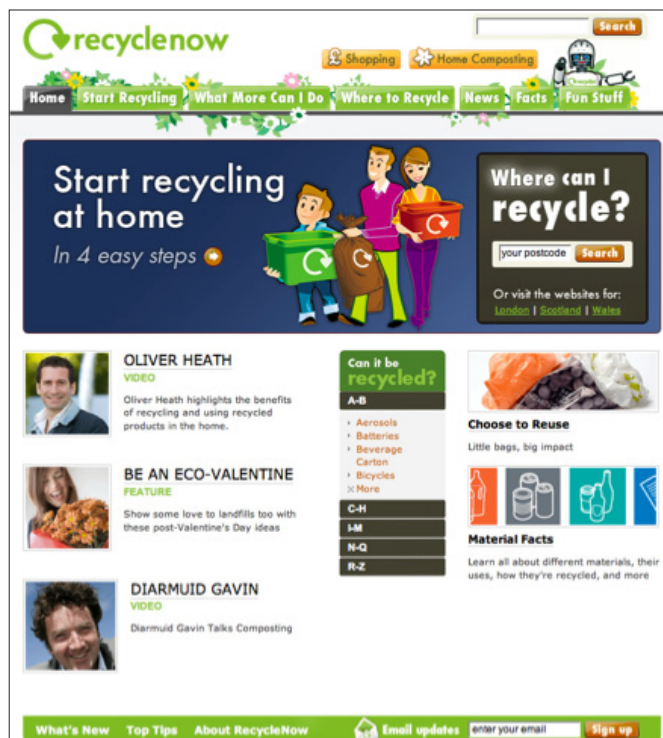 recyclenow
Search
£ Shopping
Home Composting
Home
Start Recycling
What More Can I Do
Where to Recycle
News
Facts
Fun Stuff
Start recycling
at home
In 4 easy steps
Where can I
recycle?
your postcode
Search
Or visit the websites for:
London | Scotland | Wales
OLIVER HEATH
VIDEO
Oliver Heath highlights the benefits
of recycling and using recycled
products in the home.
BE AN ECO-VALENTINE
FEATURE
Show some love to landfills too with
these post-Valentine's Day ideas
DIARMUID GAVIN
VIDEO
Diarmuid Gavin Talks Composting
Can it be
recycled?
A-B
Aerosols
Batteries
Beverage
Carton
Bicycles
More
C-H
I-M
N-Q
R-Z
Choose to Reuse
Little bags, big impact
Material Facts
Learn all about different materials, their
uses, how they're recycled, and more
What's New
Top Tips
About RecycleNow
Email updates
enter your email
Sign up